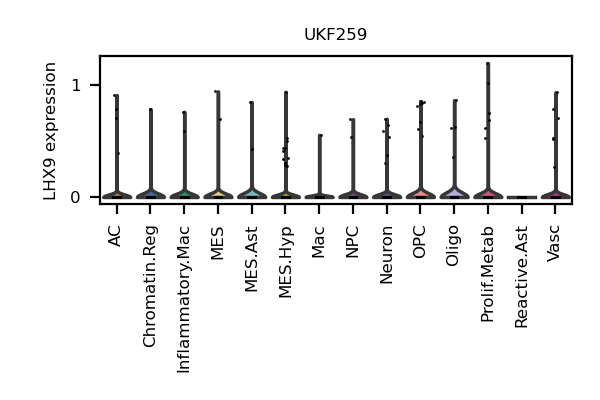 UKF259
LHX9 expression
1
0
AC
Chromatin.Reg
Inflammatory.Mac
MES
MES.Ast
MES.Hyp
Mac
NPC
Neuron
OPC
Oligo
Prolif.Metab
Reactive.Ast
Vasc